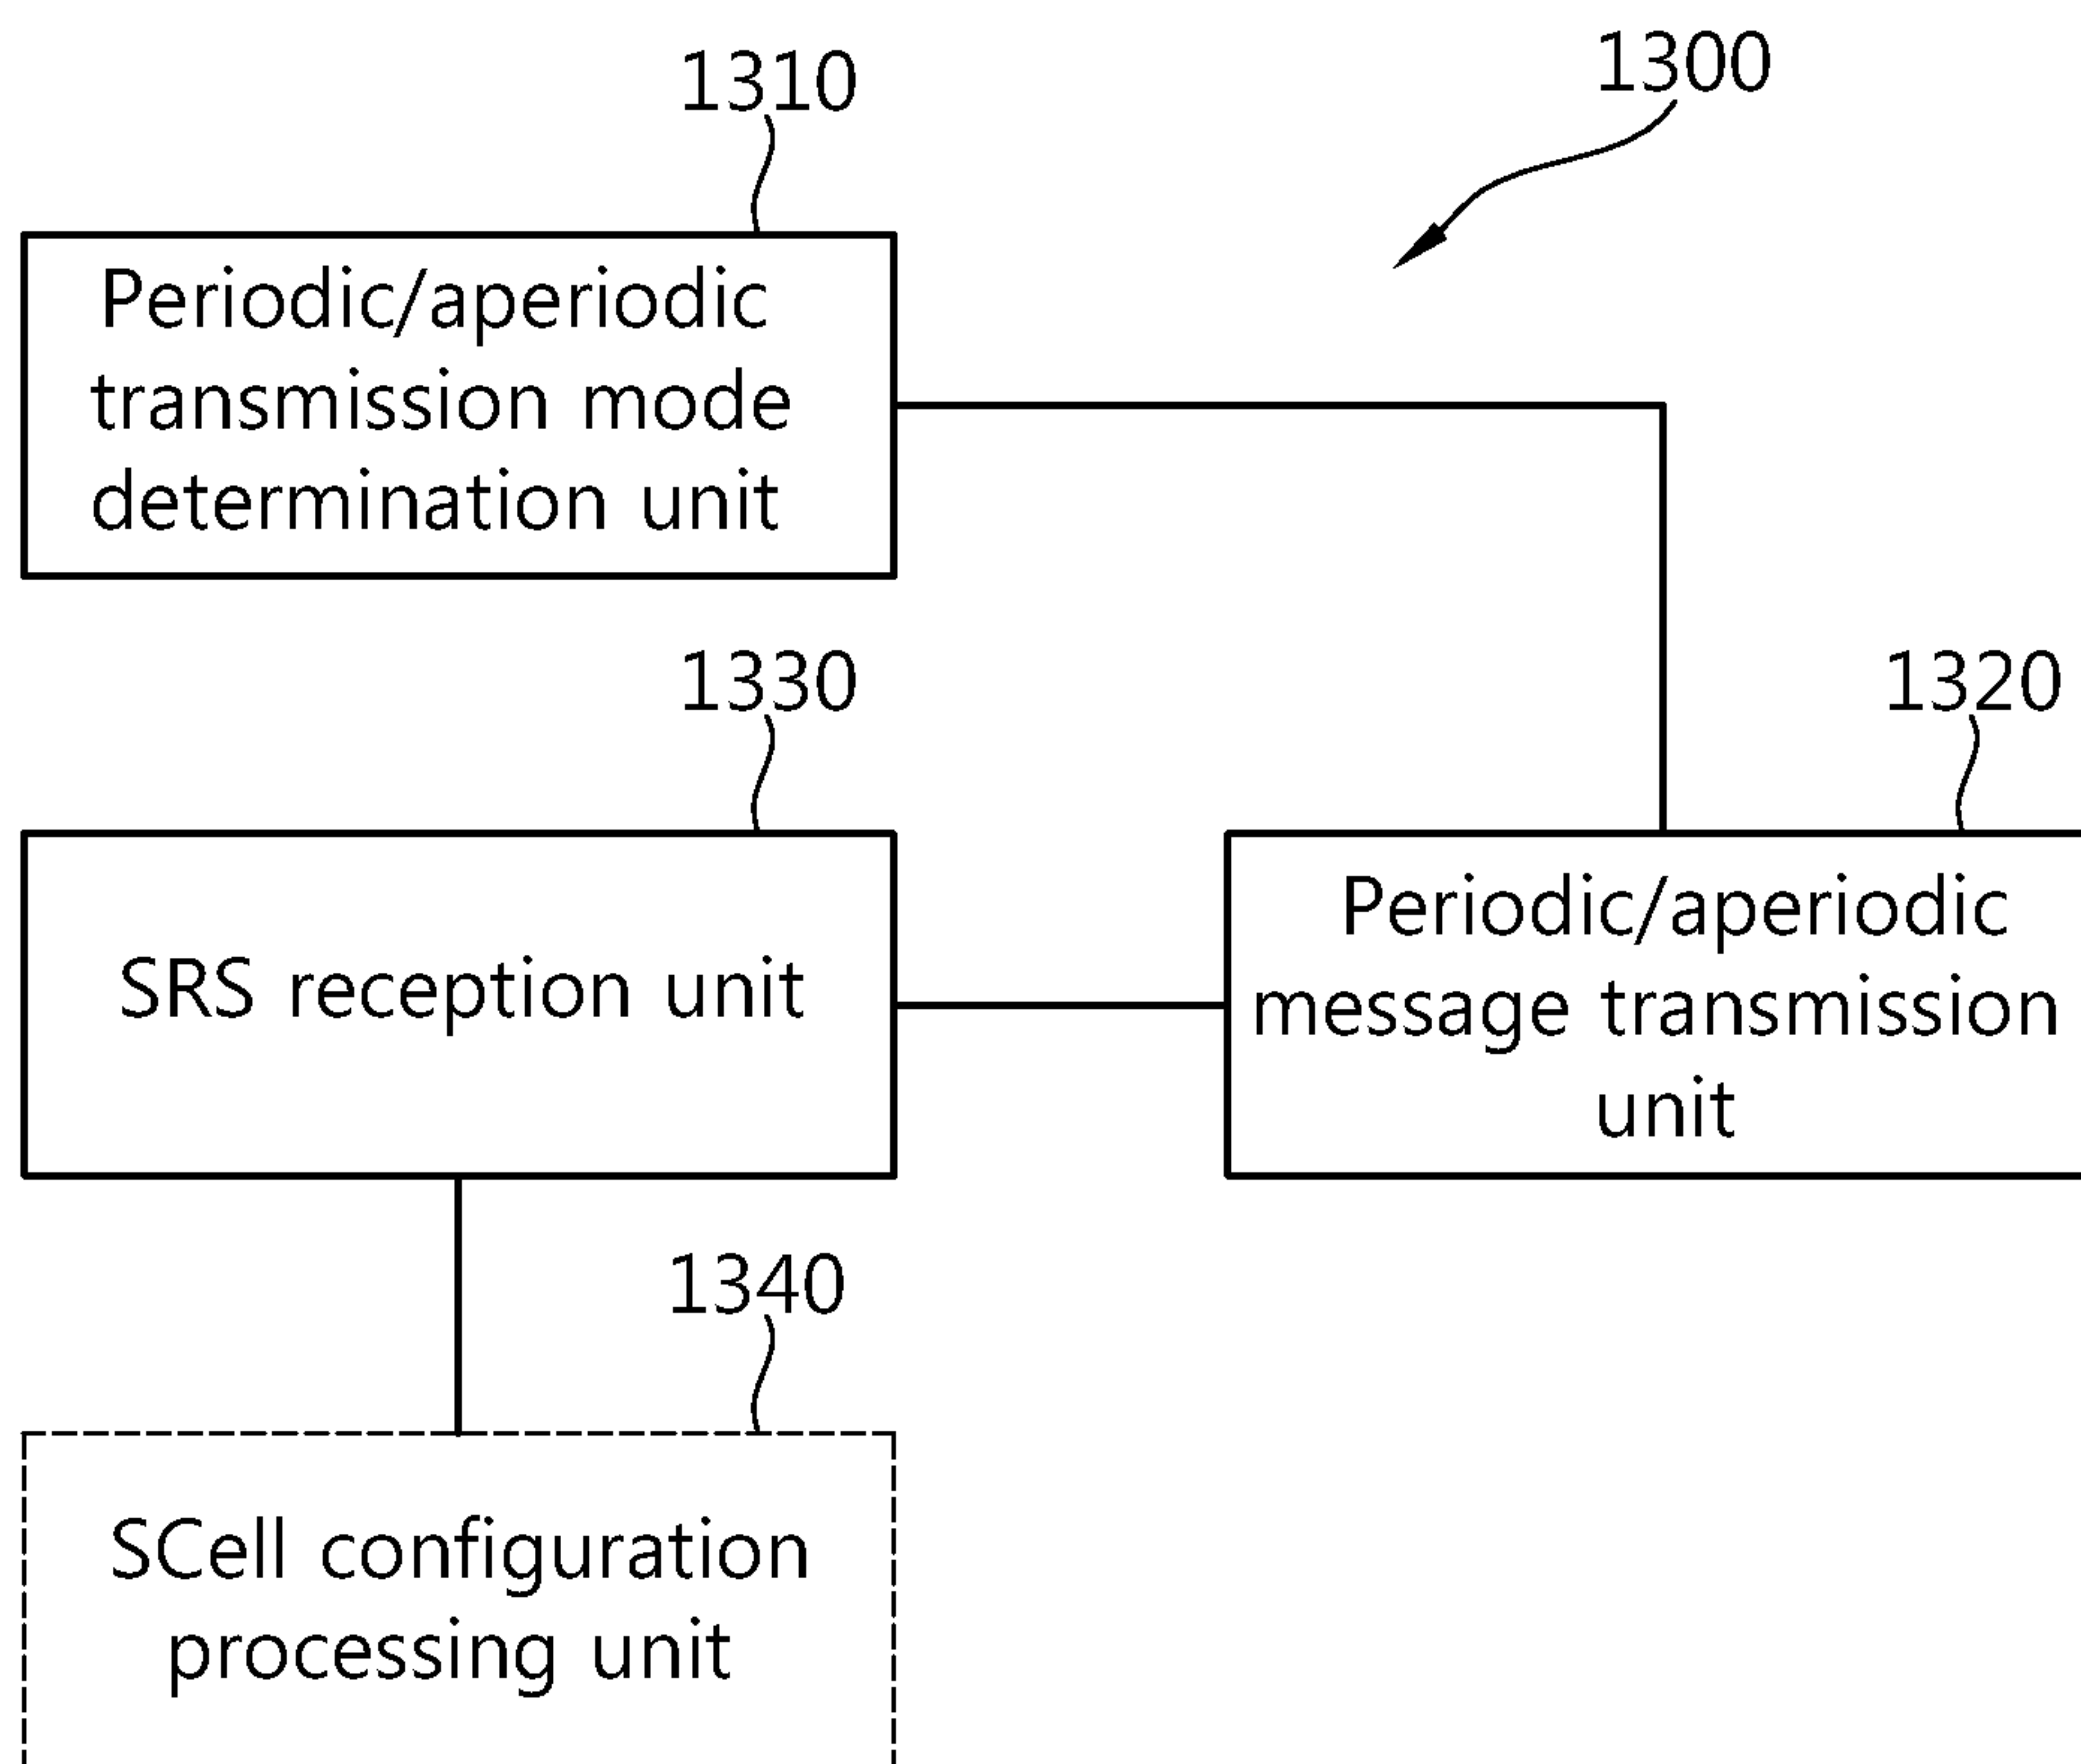 1300
1310
Periodic/aperiodic
transmission mode
determination unit
1330
SRS reception unit
1320
Periodic/aperiodic
message transmission
unit
1340
SCell configuration
processing unit